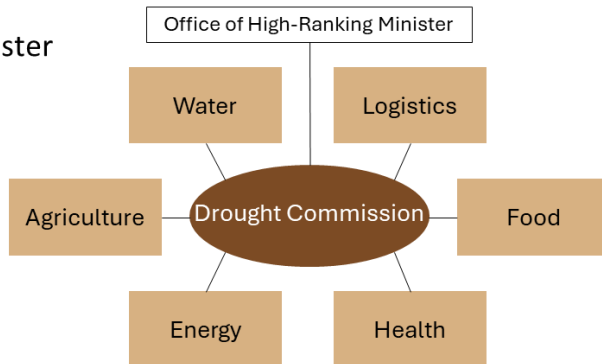 Office of High-Ranking Minister
ster
Water
Logistics
Agriculture
Drought Commission
Food
Energy
Health